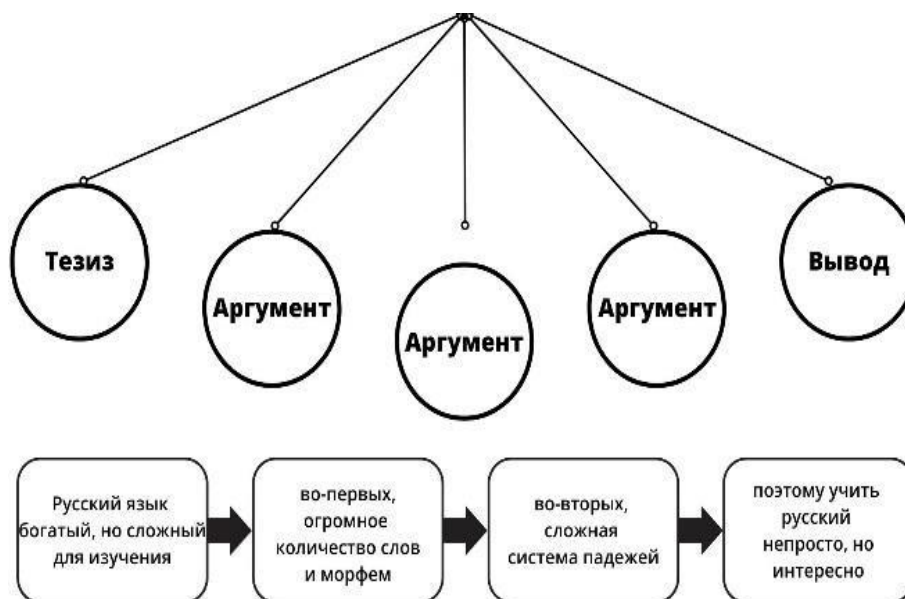 Тезиз
Аргумент
Аргумент
Аргумент
Вывод
Русский язык
богатый, но сложный
для изучения
во-первых,
огромное
количество слов
и морфем
во-вторых,
сложная
система падежей
поэтому учить
русский
непросто, но
интересно